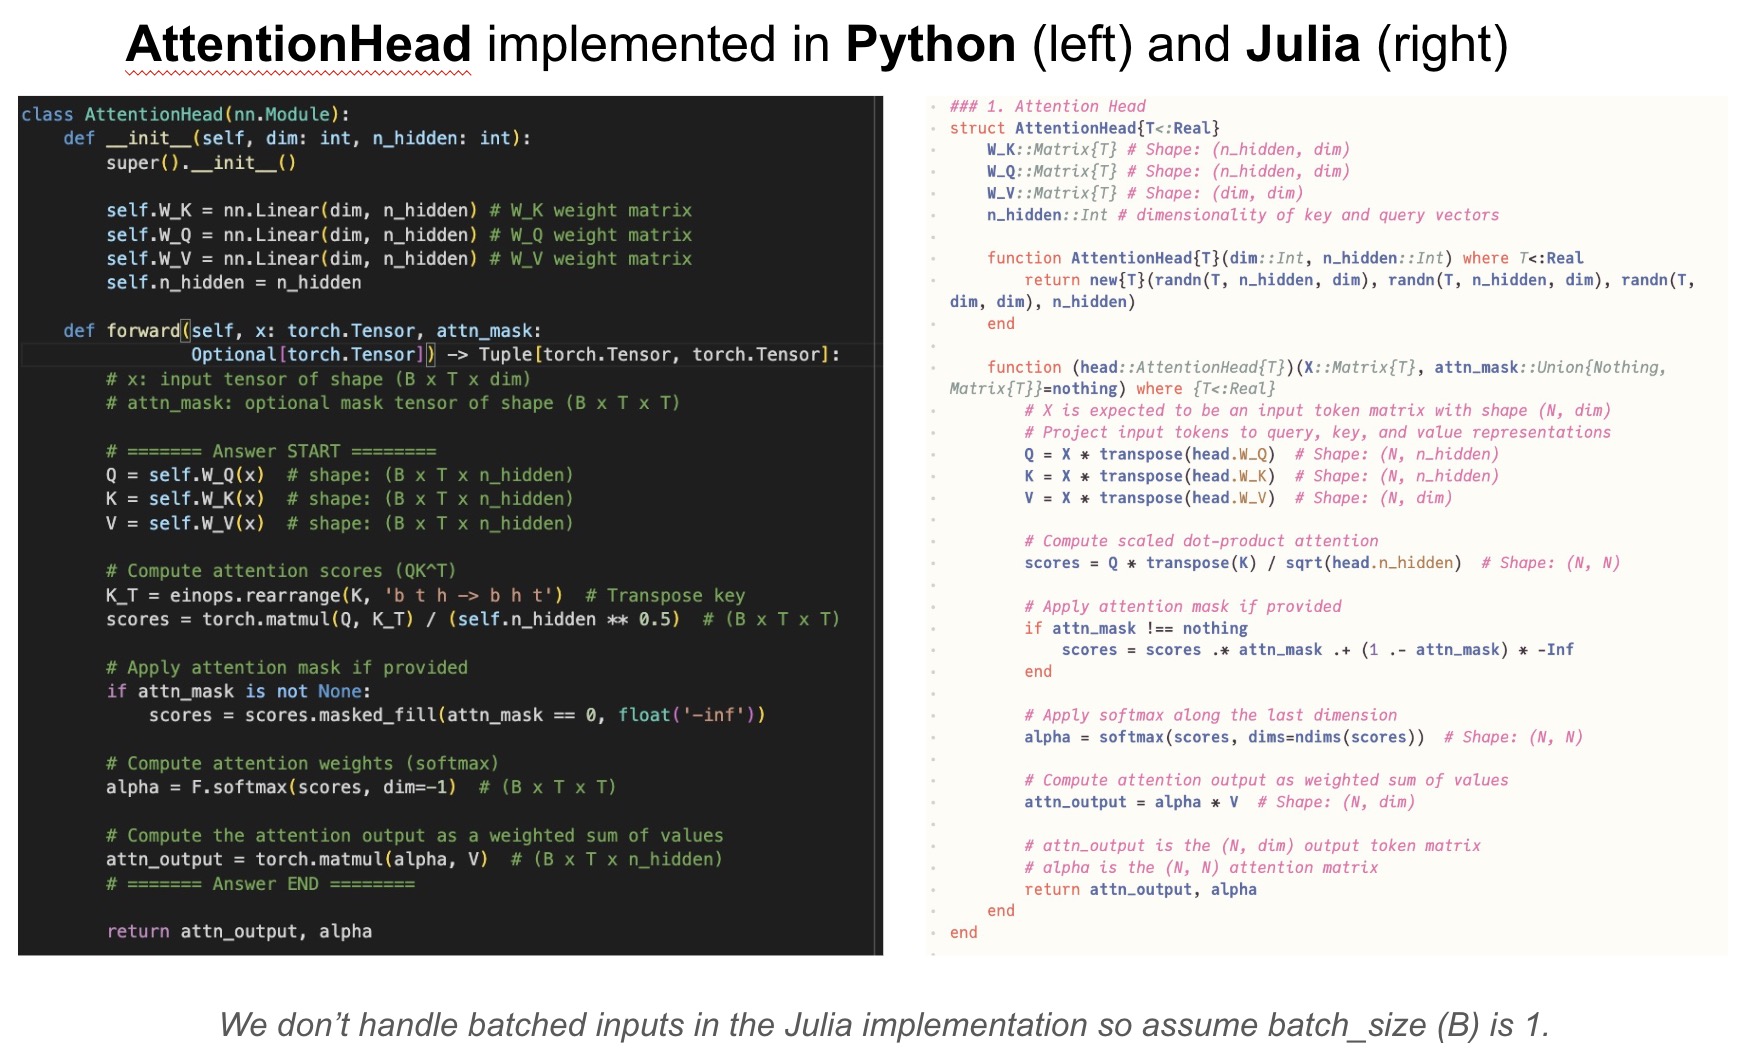 AttentionHead implemented in Python (left) and Julia (right)
class AttentionHead(nn.Module):
    def __init__(self, dim: int, n_hidden: int):
        super().__init__()
        self.W_K = nn.Linear(dim, n_hidden) # W_K weight matrix
        self.W_Q = nn.Linear(dim, n_hidden) # W_Q weight matrix
        self.W_V = nn.Linear(dim, n_hidden) # W_V weight matrix
        self.n_hidden = n_hidden
    def forward(self, x: torch.Tensor, attn_mask:
                Optional[torch.Tensor]) -> Tuple[torch.Tensor, torch.Tensor]:
        # x: input tensor of shape (B x T x dim)
        # attn_mask: optional mask tensor of shape (B x T x T)
        # ======= Answer START ========
        Q = self.W_Q(x)  # shape: (B x T x n_hidden)
        K = self.W_K(x)  # shape: (B x T x n_hidden)
        V = self.W_V(x)  # shape: (B x T x n_hidden)
        # Compute attention scores (QK^T)
        K_T = einops.rearrange(K, 'b t h -> b h t')  # Transpose key
        scores = torch.matmul(Q, K_T) / (self.n_hidden ** 0.5)  # (B x T x T)
        # Apply attention mask if provided
        if attn_mask is not None:
            scores = scores.masked_fill(attn_mask == 0, float('-inf'))
        # Compute attention weights (softmax)
        alpha = F.softmax(scores, dim=-1)  # (B x T x T)
        # Compute the attention output as a weighted sum of values
        attn_output = torch.matmul(alpha, V)  # (B x T x n_hidden)
        # ======= Answer END ========
        return attn_output, alpha
### 1. Attention Head
struct AttentionHead{T<:Real}
    W_K::Matrix{T} # Shape: (n_hidden, dim)
    W_Q::Matrix{T} # Shape: (n_hidden, dim)
    W_V::Matrix{T} # Shape: (dim, dim)
    n_hidden::Int # dimensionality of key and query vectors
    function AttentionHead{T}(dim::Int, n_hidden::Int) where T<:Real
        return new{T}(randn(T, n_hidden, dim), randn(T, n_hidden, dim), randn(T,
dim, dim), n_hidden)
    end
    function (head::AttentionHead{T})(X::Matrix{T}, attn_mask::Union{Nothing,
Matrix{T}}=nothing) where {T<:Real}
        # X is expected to be an input token matrix with shape (N, dim)
        # Project input tokens to query, key, and value representations
        Q = X * transpose(head.W_Q)  # Shape: (N, n_hidden)
        K = X * transpose(head.W_K)  # Shape: (N, n_hidden)
        V = X * transpose(head.W_V)  # Shape: (N, dim)
        # Compute scaled dot-product attention
        scores = Q * transpose(K) / sqrt(head.n_hidden)  # Shape: (N, N)
        # Apply attention mask if provided
        if attn_mask !== nothing
            scores = scores .* attn_mask .+ (1 .- attn_mask) * -Inf
        end
        # Apply softmax along the last dimension
        alpha = softmax(scores, dims=ndims(scores))  # Shape: (N, N)
        # Compute attention output as weighted sum of values
        attn_output = alpha * V  # Shape: (N, dim)
        # attn_output is the (N, dim) output token matrix
        # alpha is the (N, N) attention matrix
        return attn_output, alpha
    end
end
We don't handle batched inputs in the Julia implementation so assume batch_size (B) is 1.